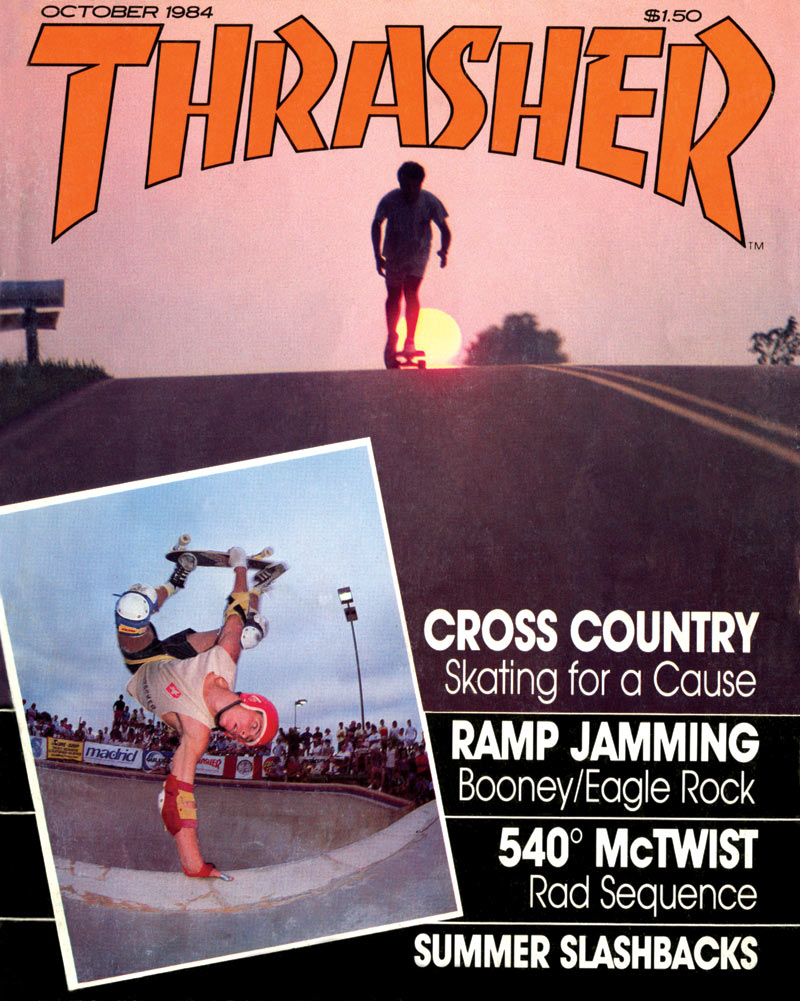 OCTOBER 1984
$1.50
THRASHER
TM
CROSS COUNTRY
Skating for a Cause
RAMP JAMMING
Booney/Eagle Rock
540° McTWIST
Rad Sequence
SUMMER SLASHBACKS
madrid